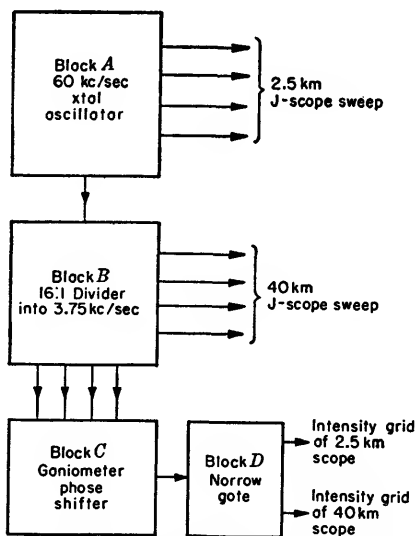 Block A
60 kc/sec
xtal
oscillator
2.5 km
J-scope sweep
Block B
16:1 Divider
into 3.75 kc/sec
40 km
J-scope sweep
Block C
Goniometer
phase
shifter
Block D
Narrow
gate
Intensity grid
of 2.5 km
scope
Intensity grid
of 40 km
scope